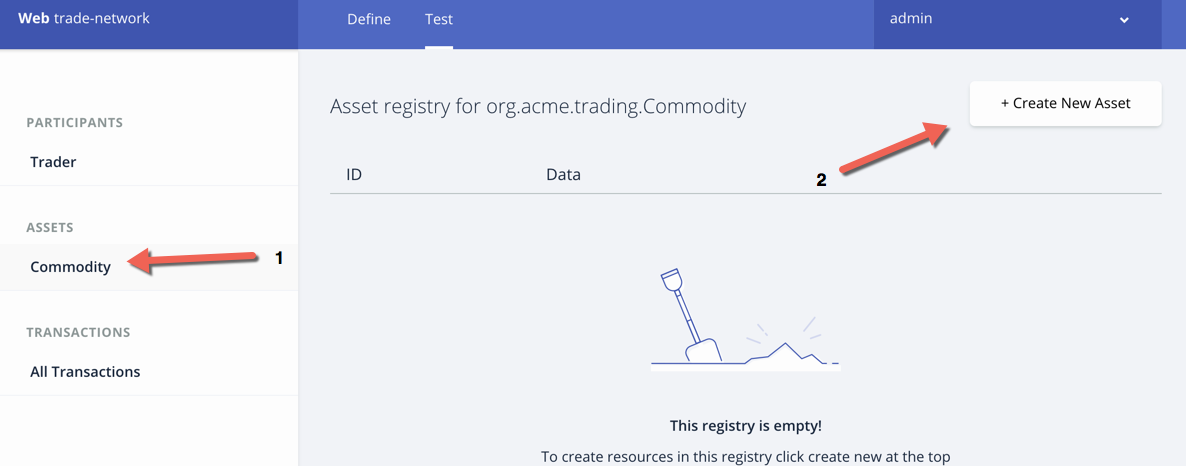 Web trade-network
Define
Test
admin
PARTICIPANTS
Trader
ASSETS
Commodity
1
TRANSACTIONS
All Transactions
Asset registry for org.acme.trading.Commodity
+ Create New Asset
2
ID
Data
This registry is empty!
To create resources in this registry click create new at the top